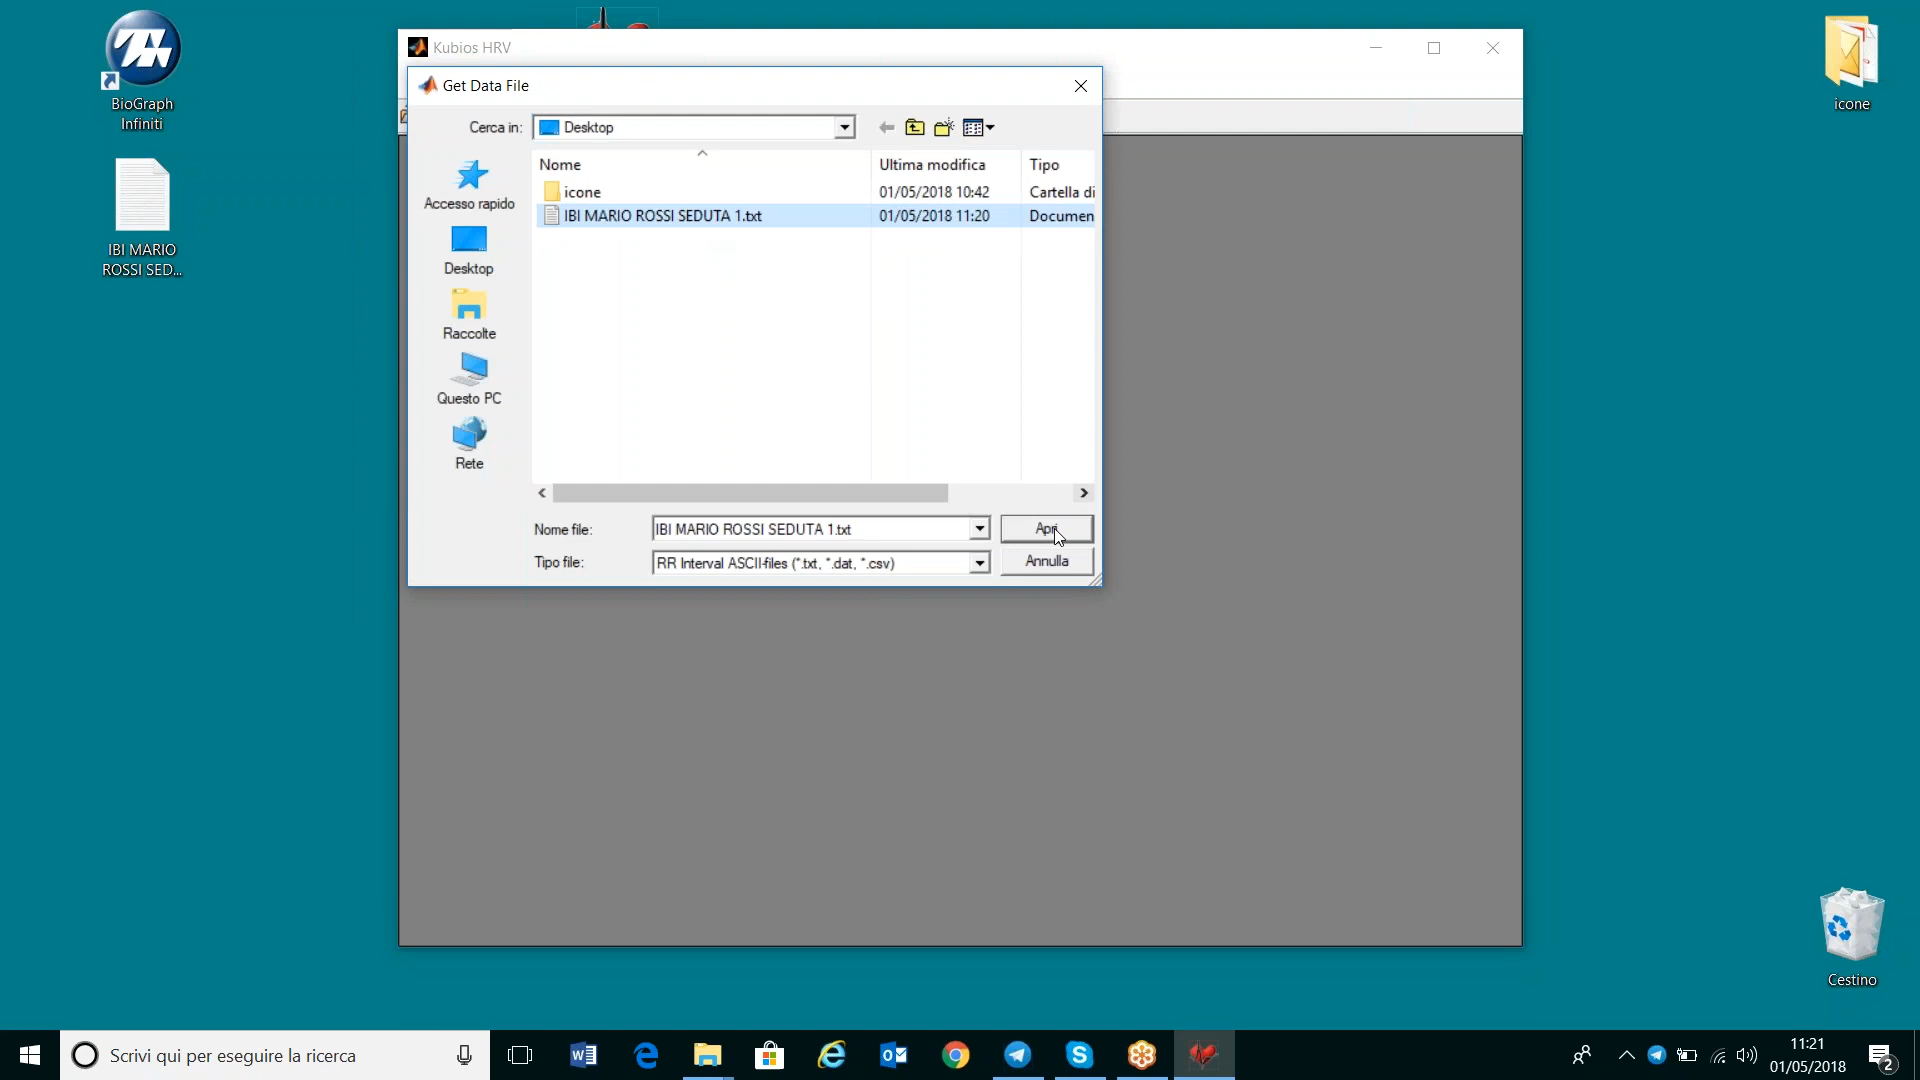 BioGraph
Infiniti
IBI MARIO
ROSSI SED...
Kubios HRV
Get Data File
Cerca in:
Desktop
Nome
Ultima modifica
Tipo
icone
01/05/2018 10:42
Cartella di
IBI MARIO ROSSI SEDUTA 1.txt
01/05/2018 11:20
Documen
Accesso rapido
Desktop
Raccolte
Questo PC
Rete
Nome file:
IBI MARIO ROSSI SEDUTA 1.txt
Apri
Tipo file:
RR Interval ASCII-files (*.txt, *.dat, *.csv)
Annulla
icone
Cestino
Scrivi qui per eseguire la ricerca
11:21
01/05/2018
2